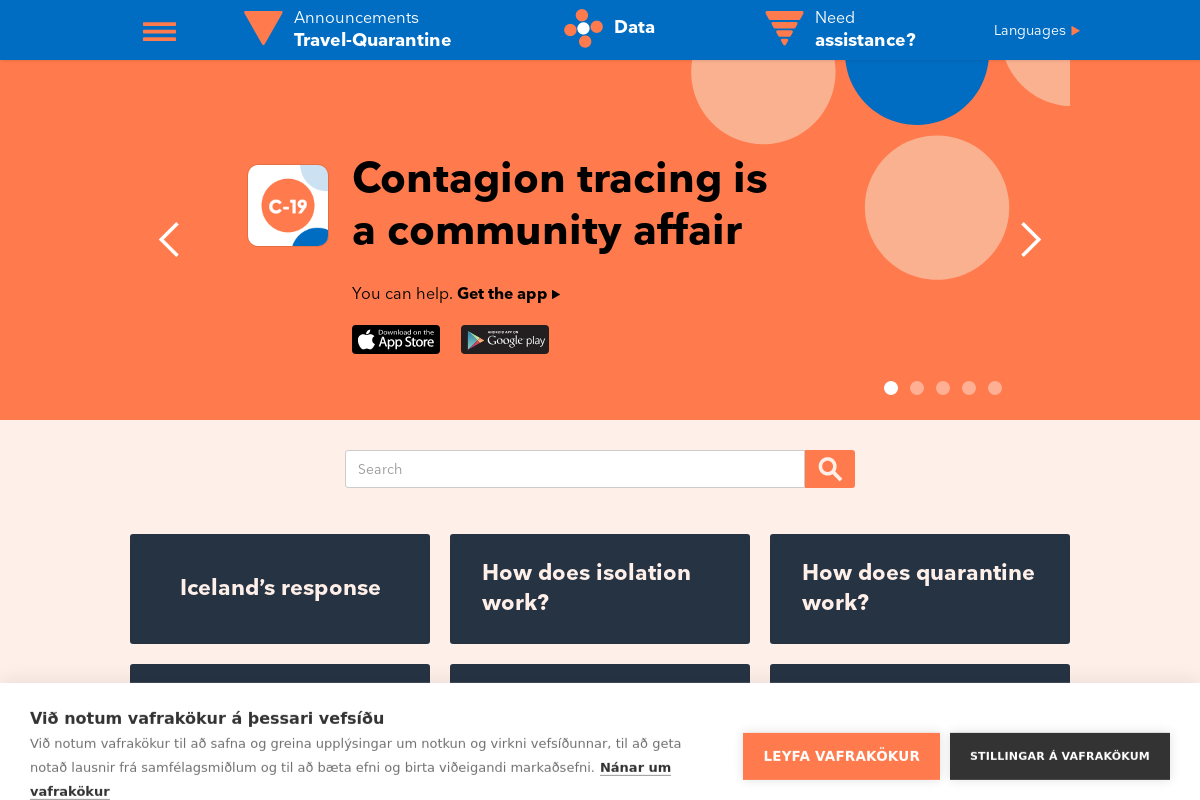 Announcements
Travel-Quarantine
Data
Need
assistance?
Languages
C-19
Contagion tracing is
a community affair
You can help. Get the app
Download on the
App Store
ANDROID APP ON
Google play
Search
Iceland’s response
How does isolation
work?
How does quarantine
work?
Við notum vafrakökur á þessari vefsíðu
Við notum vafrakökur til að safna og greina upplýsingar um notkun og virkni vefsíðunnar, til að geta
notað lausnir frá samfélagsmiðlum og til að bæta efni og birta viðeigandi markaðsefni. Nánar um
vafrakökur
LEYFA VAFRAKÖKUR
STILLINGAR Á VAFRAKÖKUM